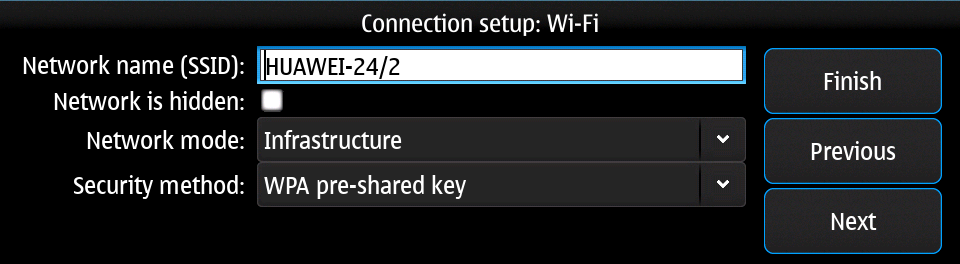 Connection setup: Wi-Fi
Network name (SSID): HUAWEI-24/2
Network is hidden:
Network mode: Infrastructure
Security method: WPA pre-shared key
Finish
Previous
Next